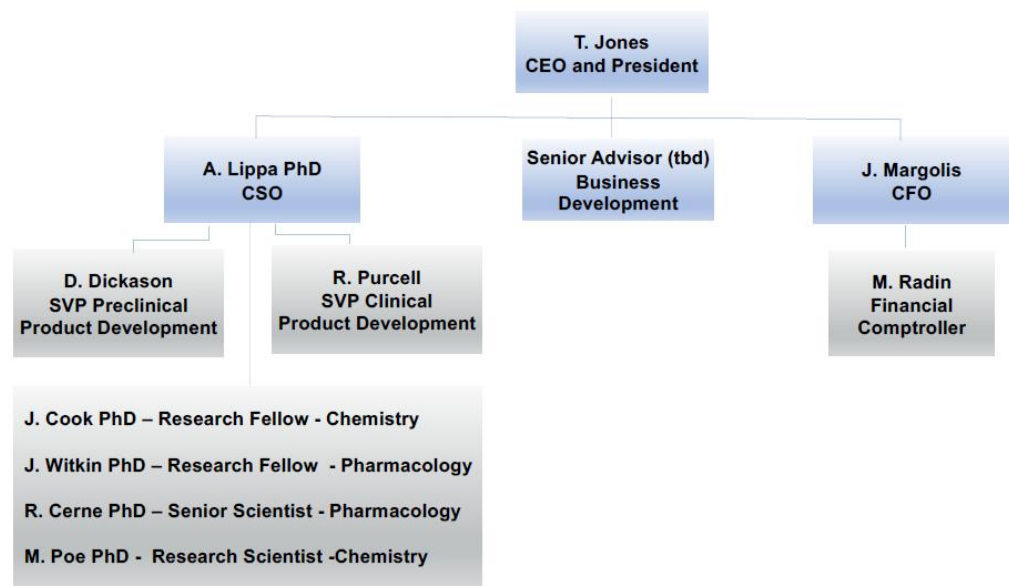 T. Jones
CEO and President
A. Lippa PhD
CSO
Senior Advisor (tbd)
Business
Development
J. Margolis
CFO
D. Dickason
SVP Preclinical
Product Development
R. Purcell
SVP Clinical
Product Development
M. Radin
Financial
Comptroller
J. Cook PhD – Research Fellow - Chemistry
J. Witkin PhD – Research Fellow  - Pharmacology
R. Cerne PhD – Senior Scientist - Pharmacology
M. Poe PhD -  Research Scientist -Chemistry